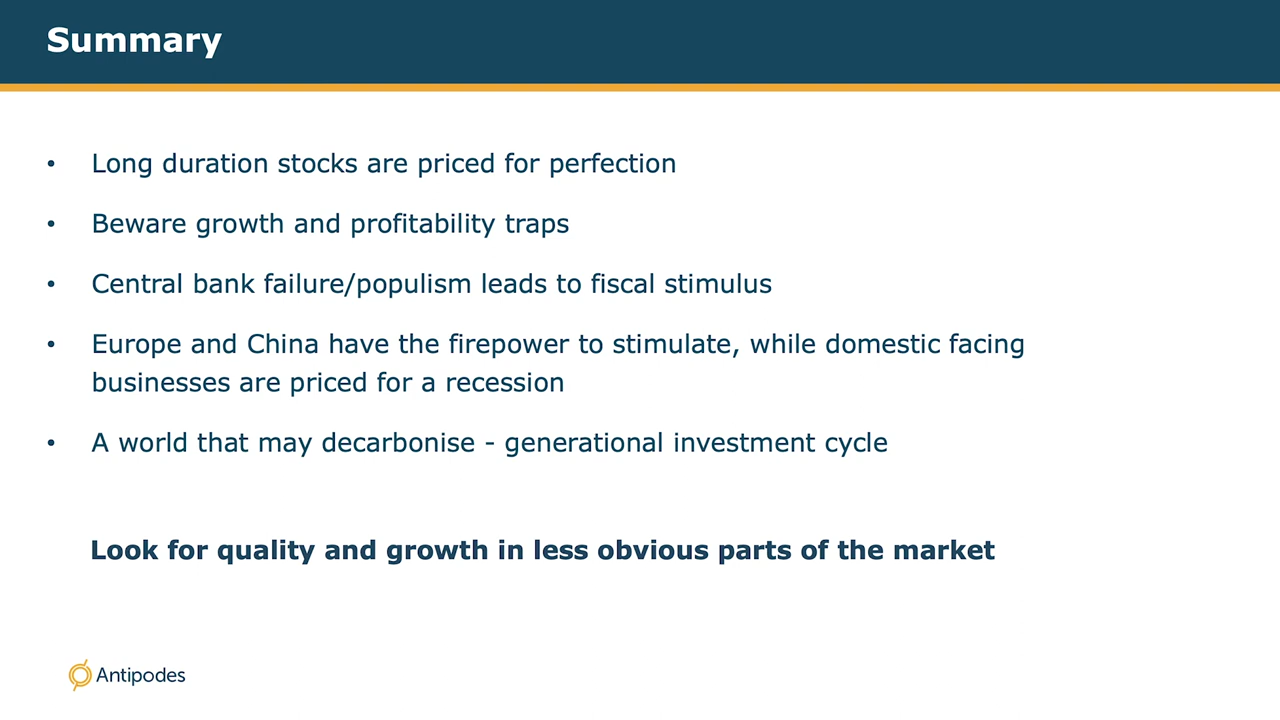 Summary
• Long duration stocks are priced for perfection
• Beware growth and profitability traps
• Central bank failure/populism leads to fiscal stimulus
• Europe and China have the firepower to stimulate, while domestic facing
businesses are priced for a recession
• A world that may decarbonise - generational investment cycle
Look for quality and growth in less obvious parts of the market
Antipodes